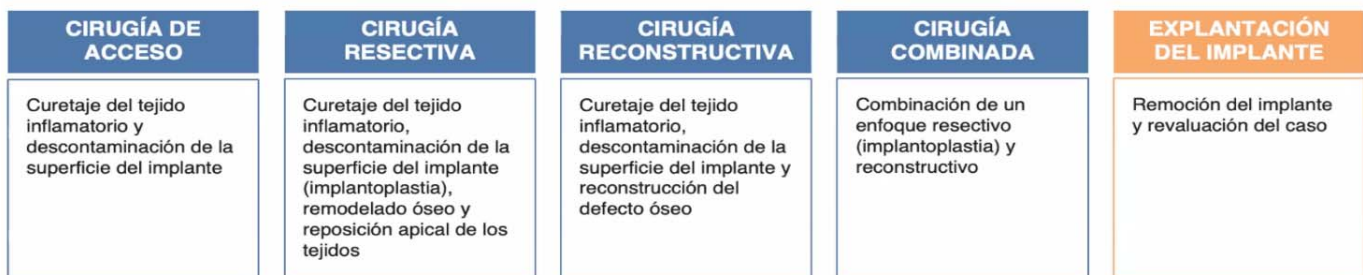 CIRUGÍA DE
ACCESO
Curetaje del tejido
inflamatorio y
descontaminación de la
superficie del implante
CIRUGÍA
RESECTIVA
Curetaje del tejido
inflamatorio,
descontaminación de la
superficie del implante
(implantoplastia),
remodelado óseo y
reposición apical de los
tejidos
CIRUGÍA
RECONSTRUCTIVA
Curetaje del tejido
inflamatorio,
descontaminación de la
superficie del implante y
reconstrucción del
defecto óseo
CIRUGÍA
COMBINADA
Combinación de un
enfoque resectivo
(implantoplastia) y
reconstructivo
EXPLANTACIÓN
DEL IMPLANTE
Remoción del implante
y revaluación del caso